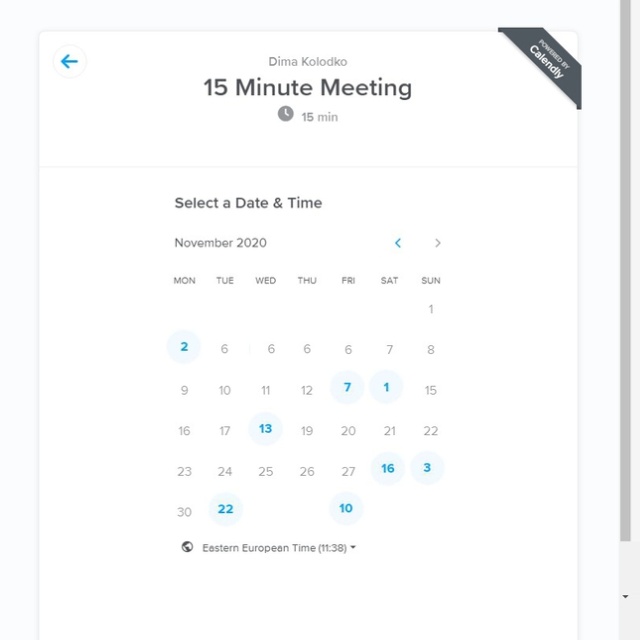 POWERED BY
Calendly
Dima Kolodko
15 Minute Meeting
15 min
Select a Date & Time
November 2020
MON TUE WED THU FRI SAT SUN
1
2 6 6 6 6 7 8
9 10 11 12 7 1 15
16 17 13 19 20 21 22
23 24 25 26 27 16 3
30 22 10
Eastern European Time (11:38)